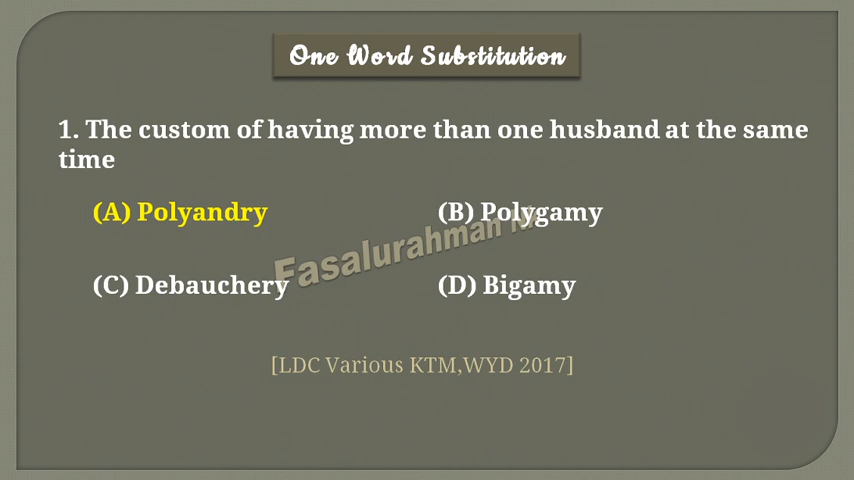 One Word Substitution
1. The custom of having more than one husband at the same
time
(A) Polyandry
(B) Polygamy
Fasalurahman M
(C) Debauchery
(D) Bigamy
[LDC Various KTM,WYD 2017]